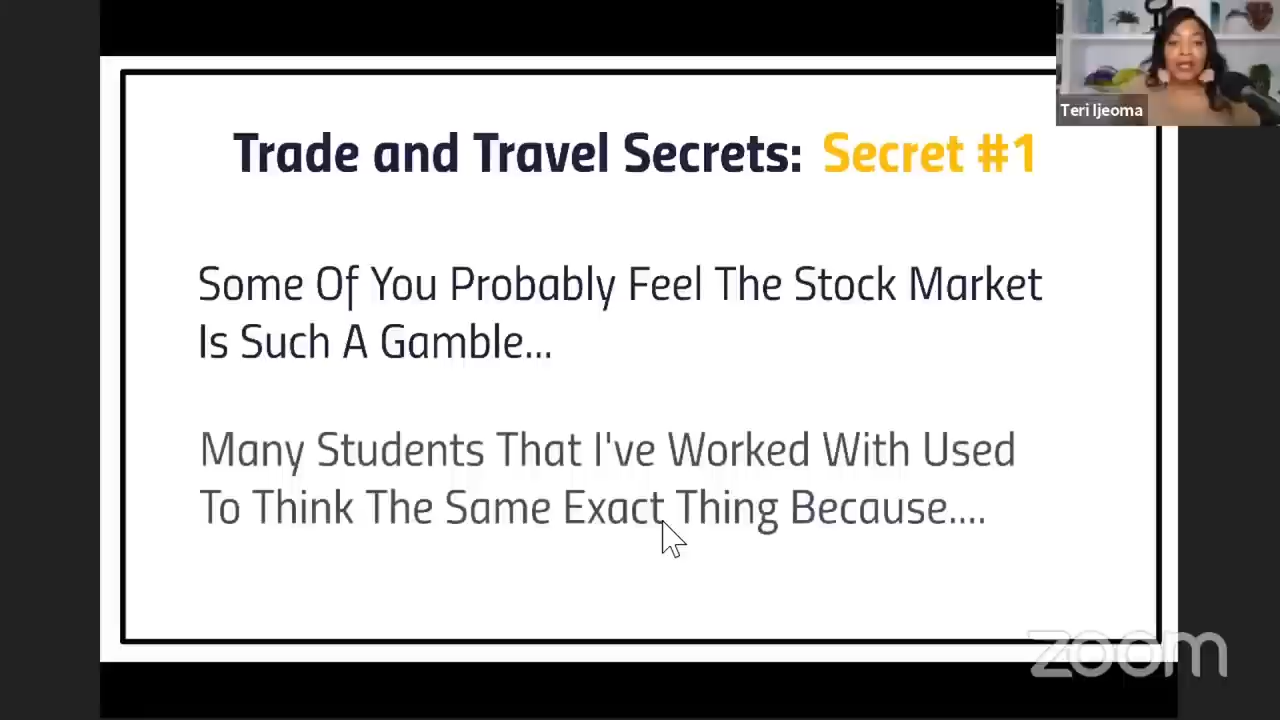 Teri Ijeoma
Trade and Travel Secrets: Secret #1
Some Of You Probably Feel The Stock Market
Is Such A Gamble...
Many Students That I've Worked With Used
To Think The Same Exact Thing Because....
zoom